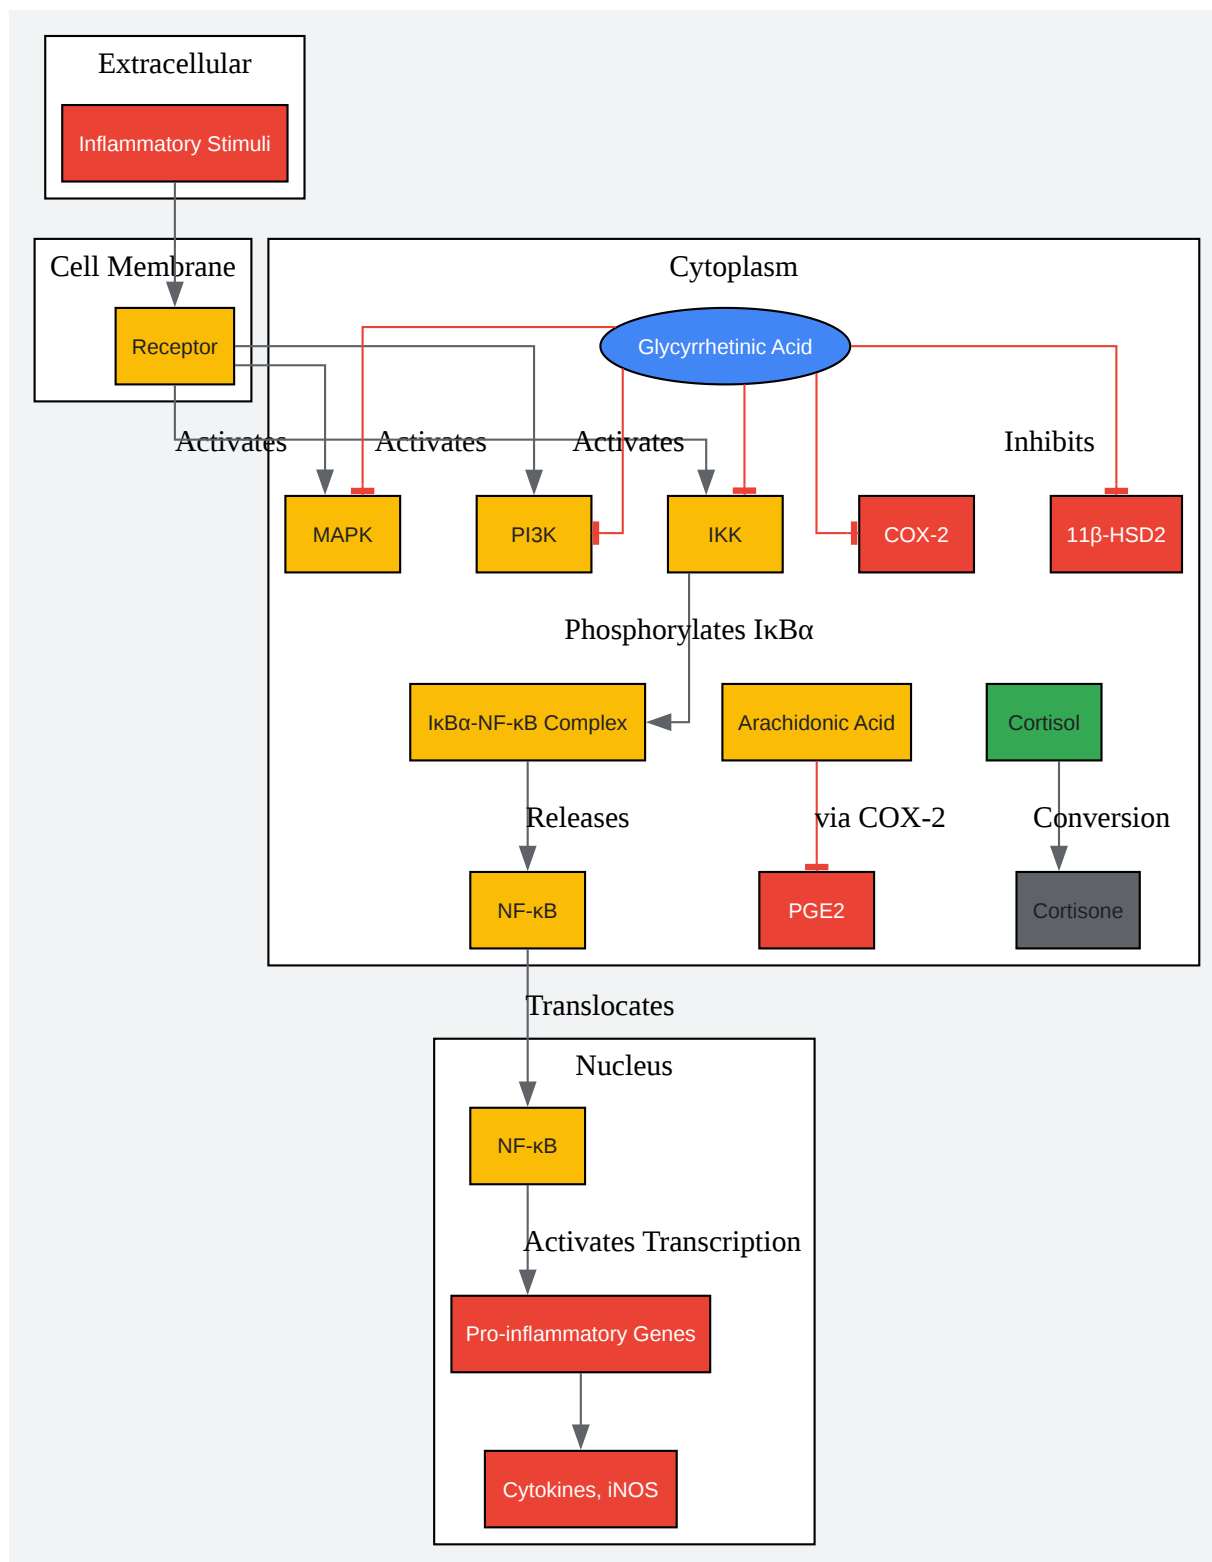 Extracellular
Inflammatory Stimuli
Cell Membrane
Cytoplasm
Receptor
Glycyrrhetinic Acid
Activates
Activates
Activates
Inhibits
MAPK
PI3K
IKK
COX-2
11β-HSD2
Phosphorylates IκBα
IκBα-NF-κB Complex
Arachidonic Acid
Cortisol
Releases
via COX-2
Conversion
NF-κB
PGE2
Cortisone
Translocates
Nucleus
NF-κB
Activates Transcription
Pro-inflammatory Genes
Cytokines, iNOS